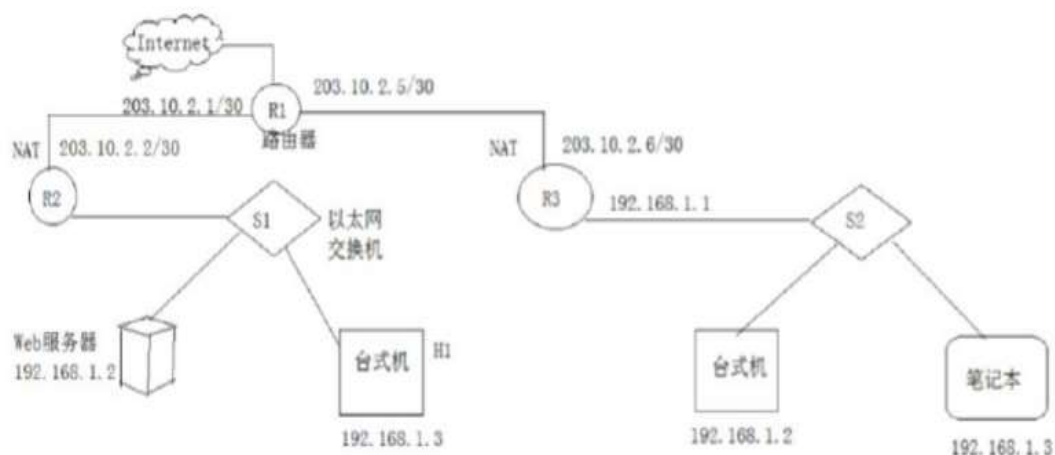 Internet
203.10.2.5/30
203.10.2.1/30
R1
路由器
NAT
203.10.2.2/30
NAT
203.10.2.6/30
R2
R3
192.168.1.1
S1
以太网
交换机
S2
Web服务器
192.168.1.2
台式机
H1
192.168.1.3
台式机
192.168.1.2
笔记本
192.168.1.3